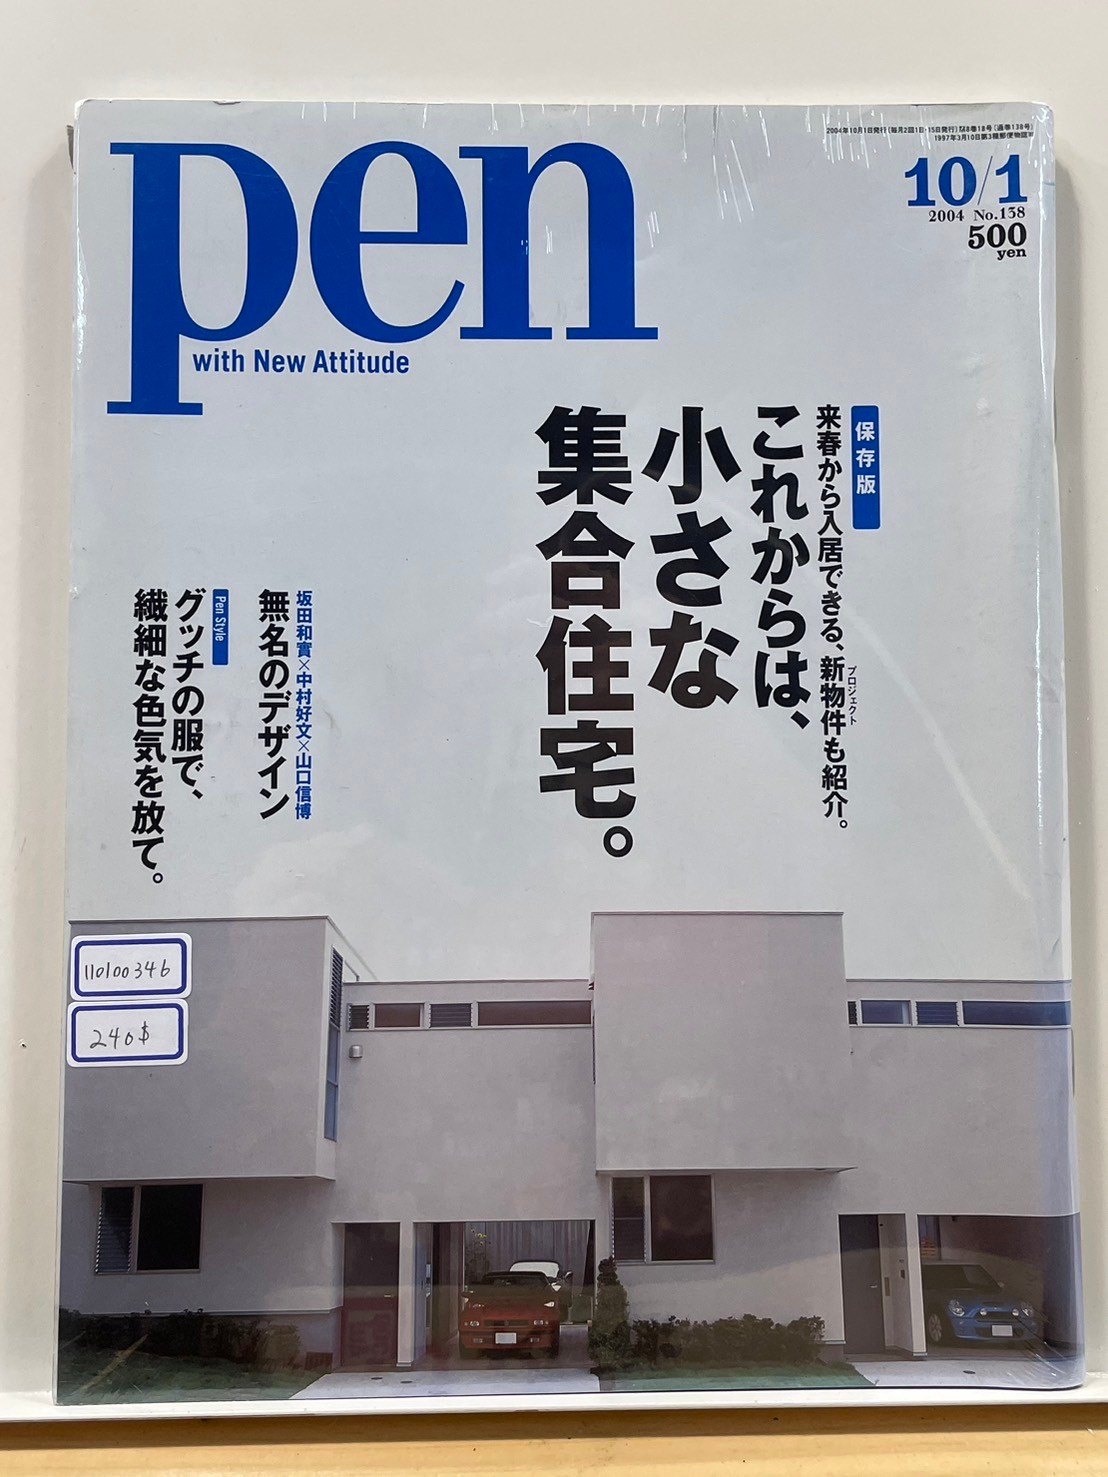 2004年10月1日発行(毎月2回1日・15日発行)第8巻18号(通巻138号)
1997年3月10日第3種郵便物認可
pen
with New Attitude
10/1
2004 No.138
500
yen
保存版
来春から入居できる、新物件も紹介。
プロジェクト
これからは、
小さな
集合住宅。
坂田和實×中村好文×山口信博
無名のデザイン
Pen Style
グッチの服で、
繊細な色気を放て。
110100346
240$